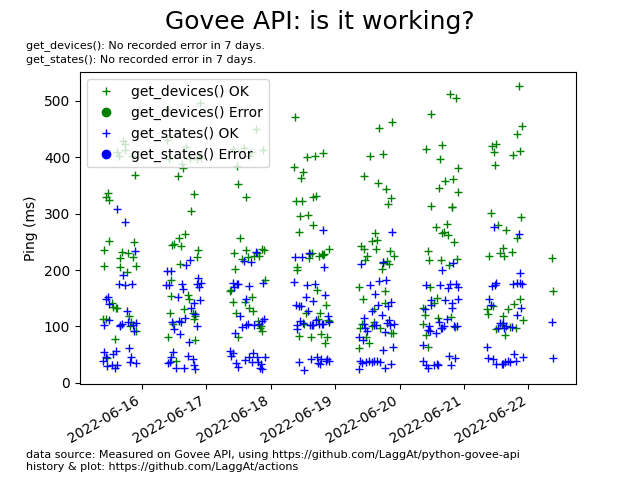 Govee API: is it working?
get_devices(): No recorded error in 7 days.
get_states(): No recorded error in 7 days.
get_devices() OK
get_devices() Error
get_states() OK
get_states() Error
Ping (ms)
500
400
300
200
100
0
2022-06-16
2022-06-17
2022-06-18
2022-06-19
2022-06-20
2022-06-21
2022-06-22
data source: Measured on Govee API, using https://github.com/LaggAt/python-govee-api
history & plot: https://github.com/LaggAt/actions